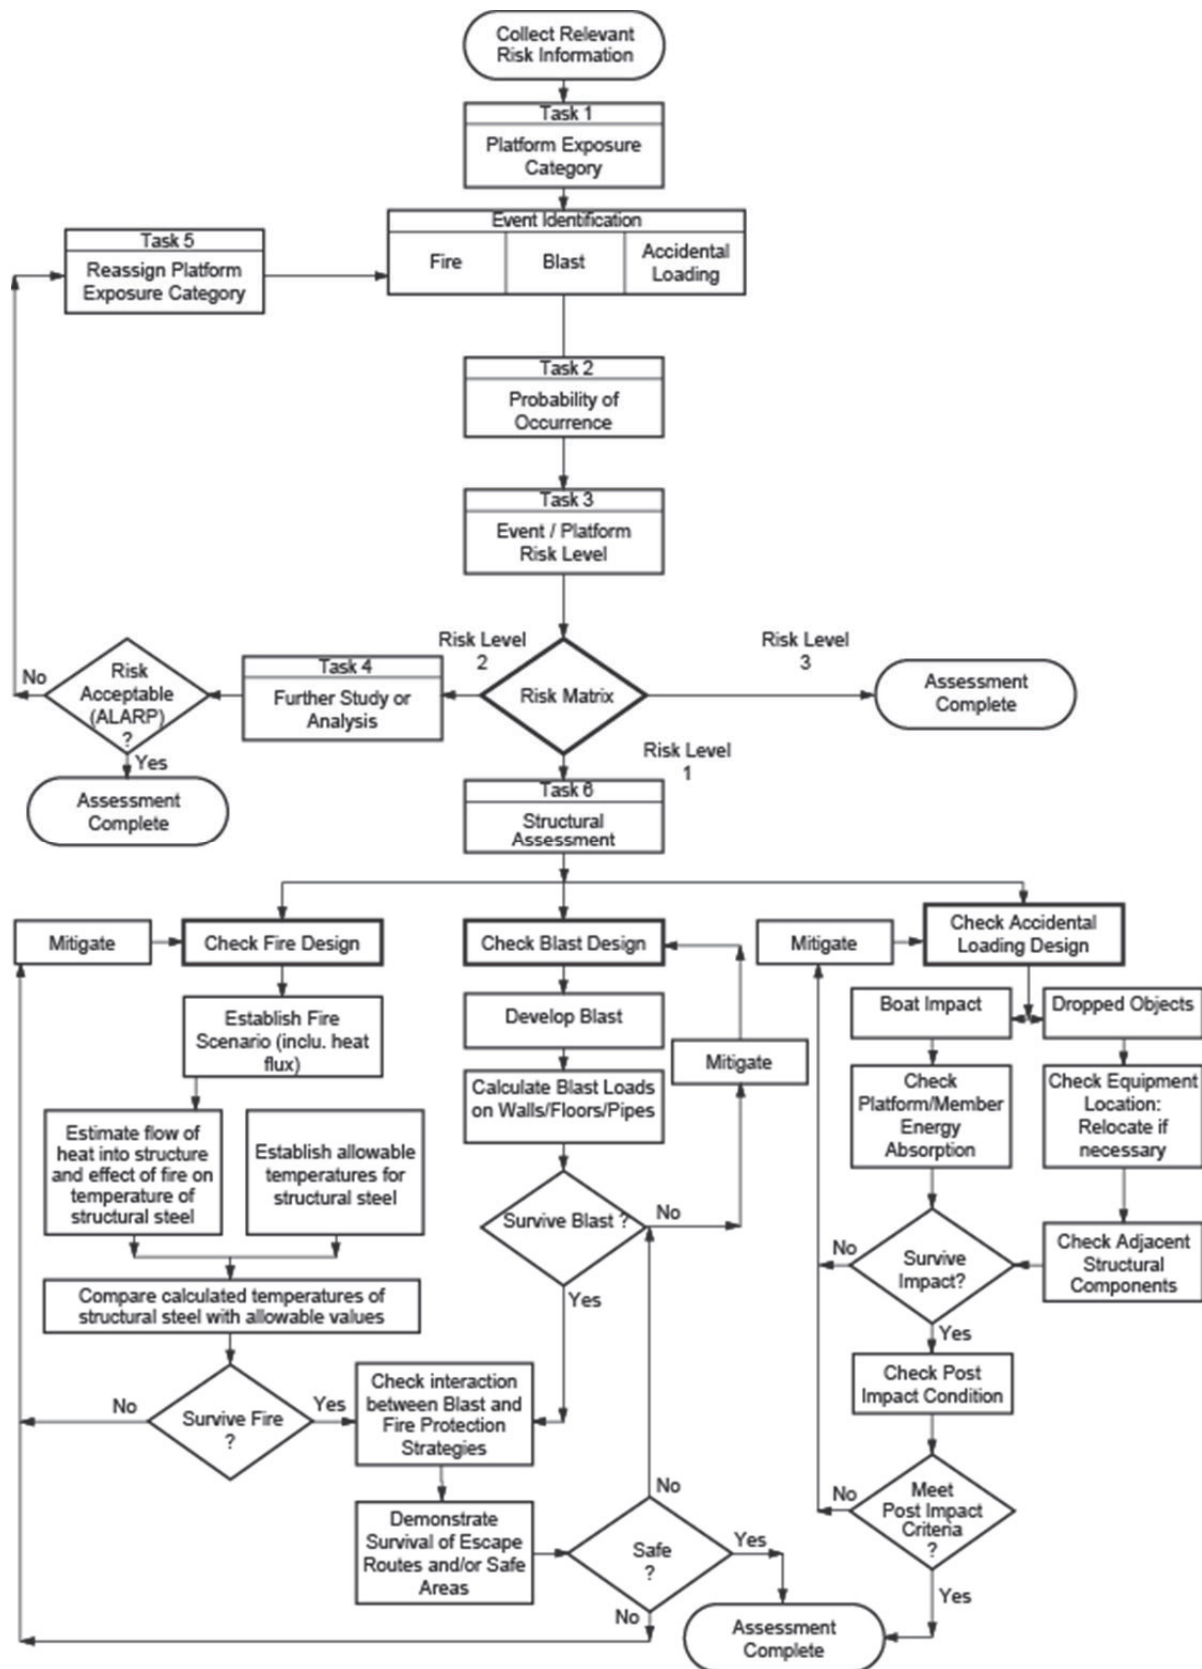 Collect Relevant
Risk Information
Task 1
Platform Exposure
Category
Event Identification
Fire
Blast
Accidental
Loading
Task 5
Reassign Platform
Exposure Category
Task 2
Probability of
Occurrence
Task 3
Event / Platform
Risk Level
Risk Level
2
Risk Level
3
Risk Matrix
Assessment
Complete
Task 4
Further Study or
Analysis
No
Risk
Acceptable
(ALARP)
?
Yes
Assessment
Complete
Risk Level
1
Task 6
Structural
Assessment
Mitigate
Check Fire Design
Check Blast Design
Mitigate
Check Accidental
Loading Design
Establish Fire
Scenario (inclu. heat
flux)
Develop Blast
Boat Impact
Dropped Objects
Mitigate
Calculate Blast Loads
on Walls/Floors/Pipes
Check
Platform/Member
Energy
Absorption
Check Equipment
Location:
Relocate if
necessary
Estimate flow of
heat into structure
and effect of fire on
temperature of
structural steel
Establish allowable
temperatures for
structural steel
Survive Blast ?
No
Yes
No
Survive
Impact?
Yes
Check Adjacent
Structural
Components
Compare calculated temperatures of
structural steel with allowable values
Check Post
Impact Condition
No
Survive Fire
?
Yes
Check interaction
between Blast and
Fire Protection
Strategies
No
Meet
Post Impact
Criteria
?
Yes
Demonstrate
Survival of Escape
Routes and/or Safe
Areas
No
Safe
?
Yes
No
Assessment
Complete